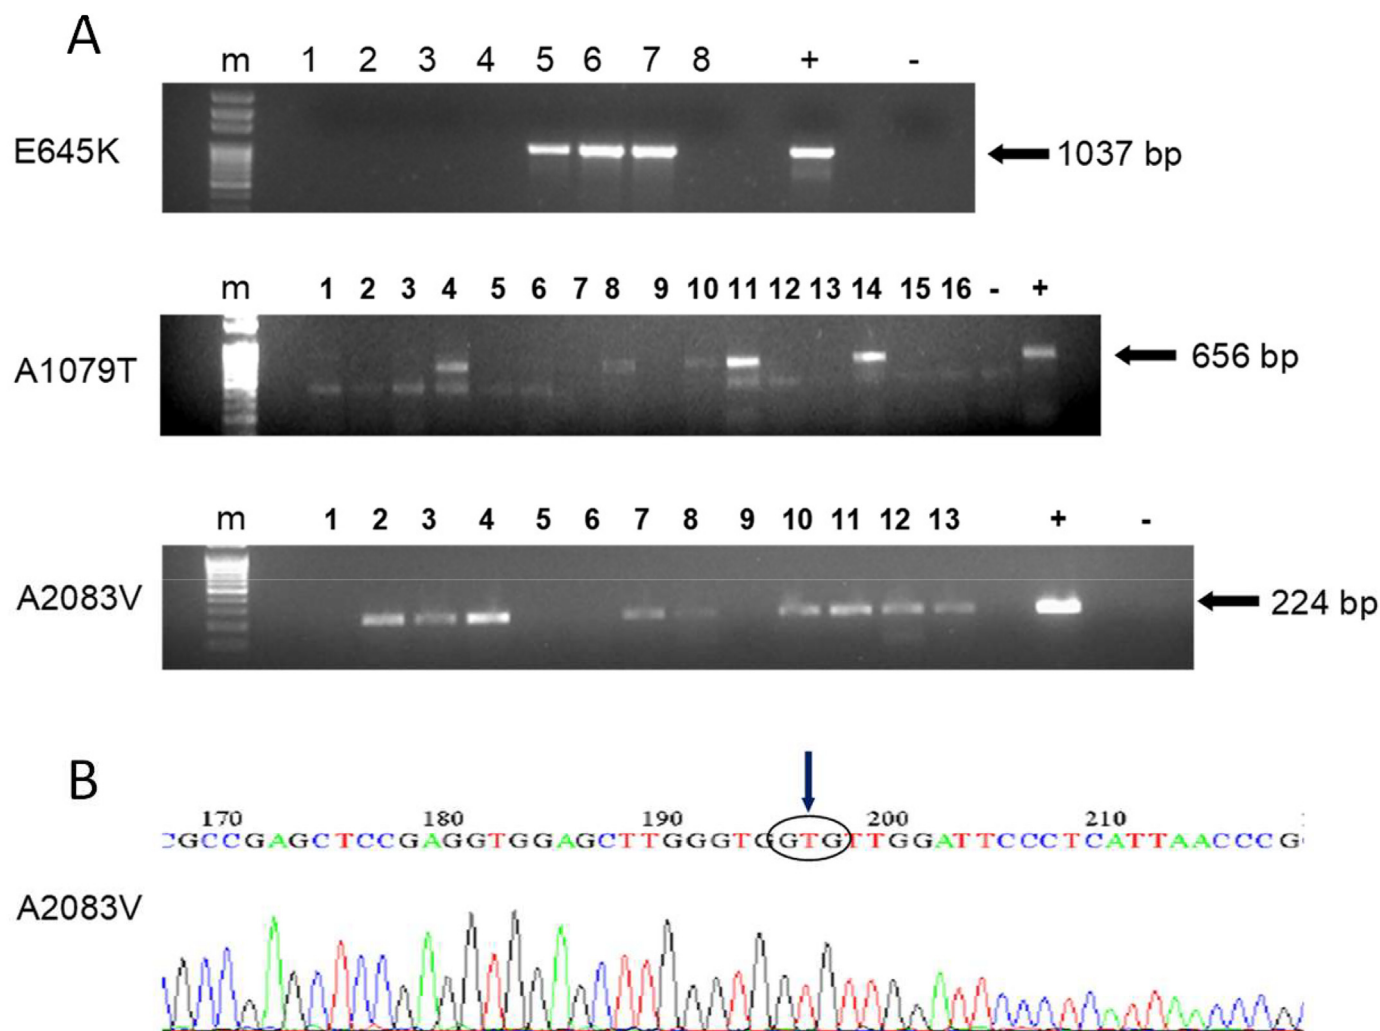 A
m 1 2 3 4 5 6 7 8 + -
E645K
1037 bp
m 1 2 3 4 5 6 7 8 9 10 11 12 13 14 15 16 - +
A1079T
656 bp
m 1 2 3 4 5 6 7 8 9 10 11 12 13 + -
A2083V
224 bp
B
170 180 190 200 210
CGCCGAGCTCCGAGGTGGAGCTTGGGTGGTGTTGGATTCCCTCATTAACCCG
A2083V